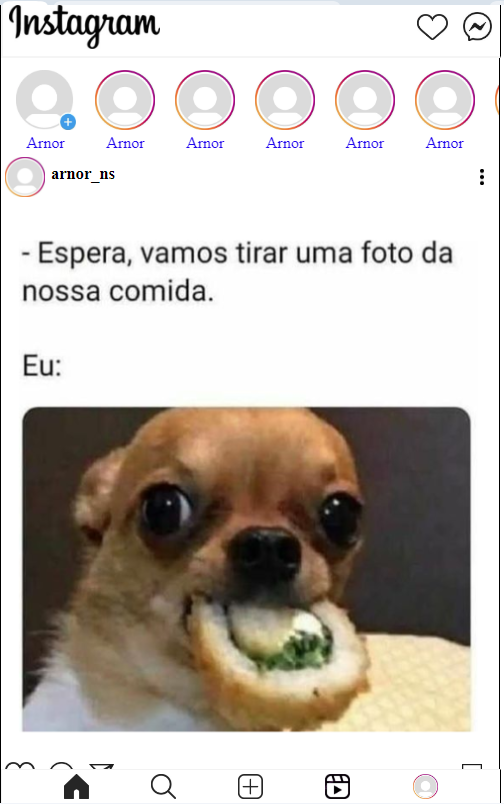 Instagram
Arnor Arnor Arnor Arnor Arnor Arnor
arnor_ns
- Espera, vamos tirar uma foto da
nossa comida.
Eu: